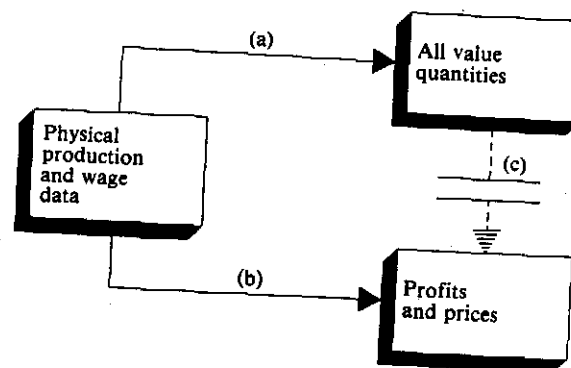 (a)
All value
quantities
Physical
production
and wage
data
(c)
(b)
Profits
and prices